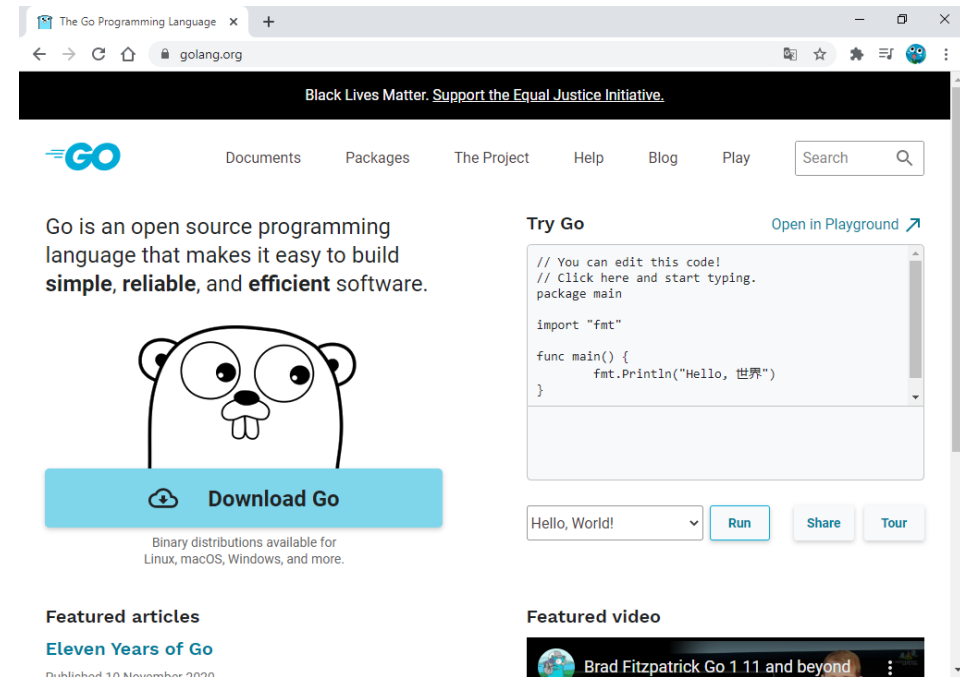 The Go Programming Language
golang.org
Black Lives Matter. Support the Equal Justice Initiative.
GO
Documents Packages The Project Help Blog Play Search
Go is an open source programming
language that makes it easy to build
simple, reliable, and efficient software.
Download Go
Binary distributions available for
Linux, macOS, Windows, and more.
Try Go Open in Playground
// You can edit this code!
// Click here and start typing.
package main
import "fmt"
func main() {
fmt.Println("Hello, 世界")
}
Hello, World! Run Share Tour
Featured articles
Eleven Years of Go
Published 10 November 2020
Featured video
Brad Fitzpatrick Go 1 11 and beyond